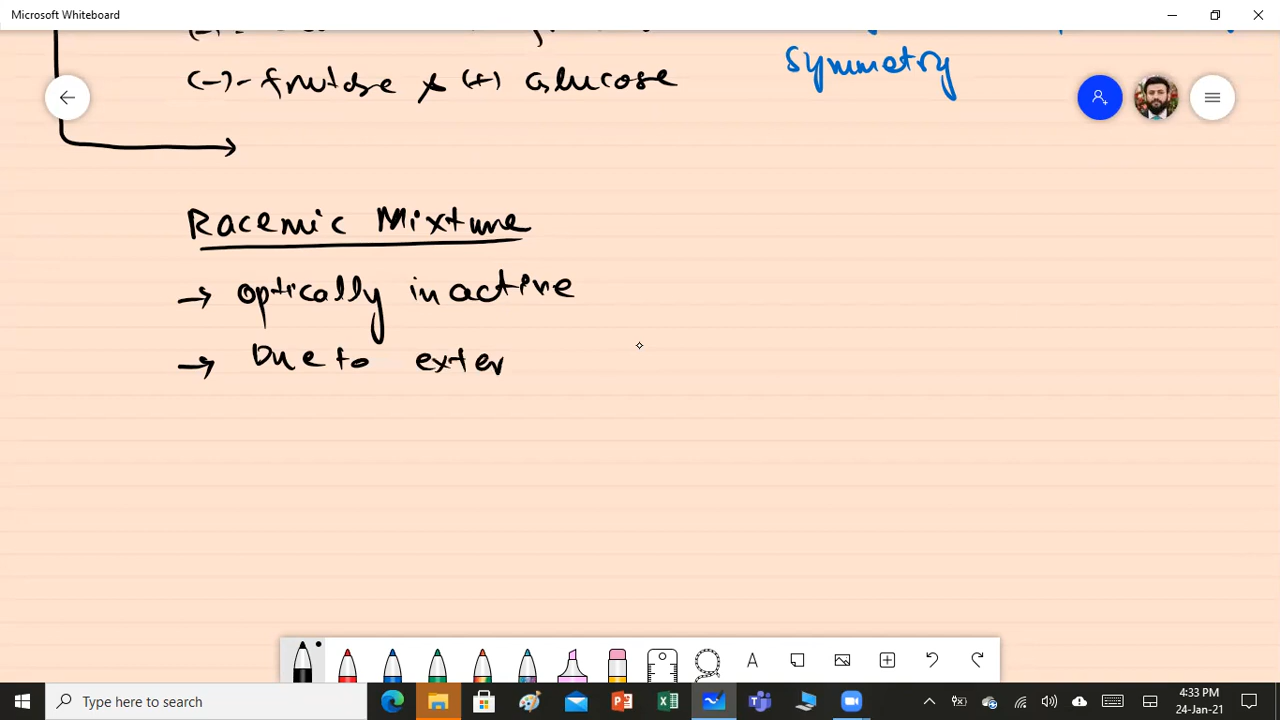 Microsoft Whiteboard
symmetry
(-)-frutose & (+) glucose
Racemic Mixture
→ optically inactive
→ Due to exter
Type here to search
4:33 PM
24-Jan-21